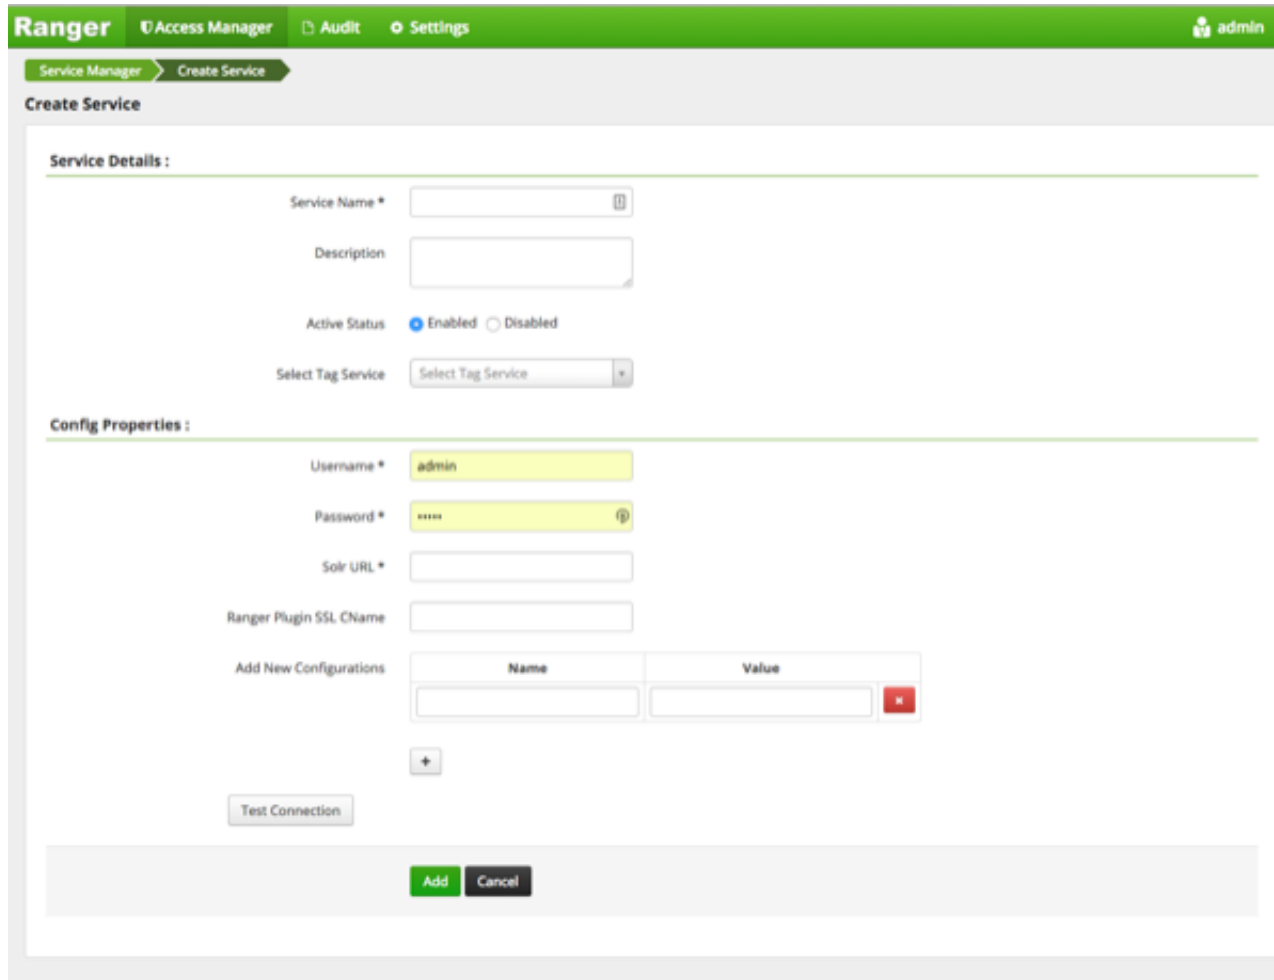 Ranger Access Manager Audit Settings admin
Service Manager Create Service
Create Service
Service Details :
Service Name *
Description
Active Status Enabled Disabled
Select Tag Service Select Tag Service
Config Properties :
Username * admin
Password * •••••
Solr URL *
Ranger Plugin SSL CName
Add New Configurations Name Value
+
Test Connection
Add Cancel